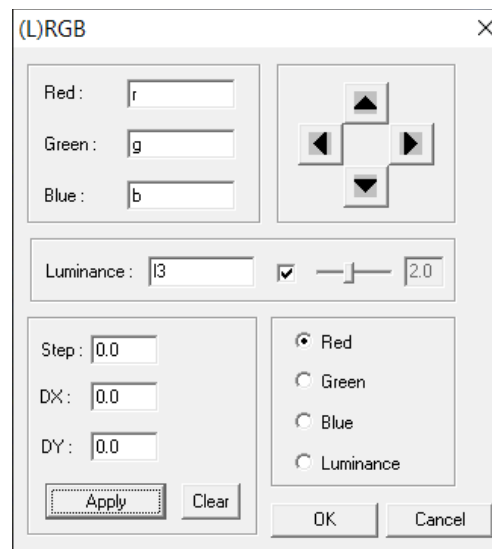 (L)RGB
Red : r
Green : g
Blue : b
Luminance : l3 2.0
Step : 0.0
DX : 0.0
DY : 0.0
Apply Clear
Red
Green
Blue
Luminance
OK Cancel